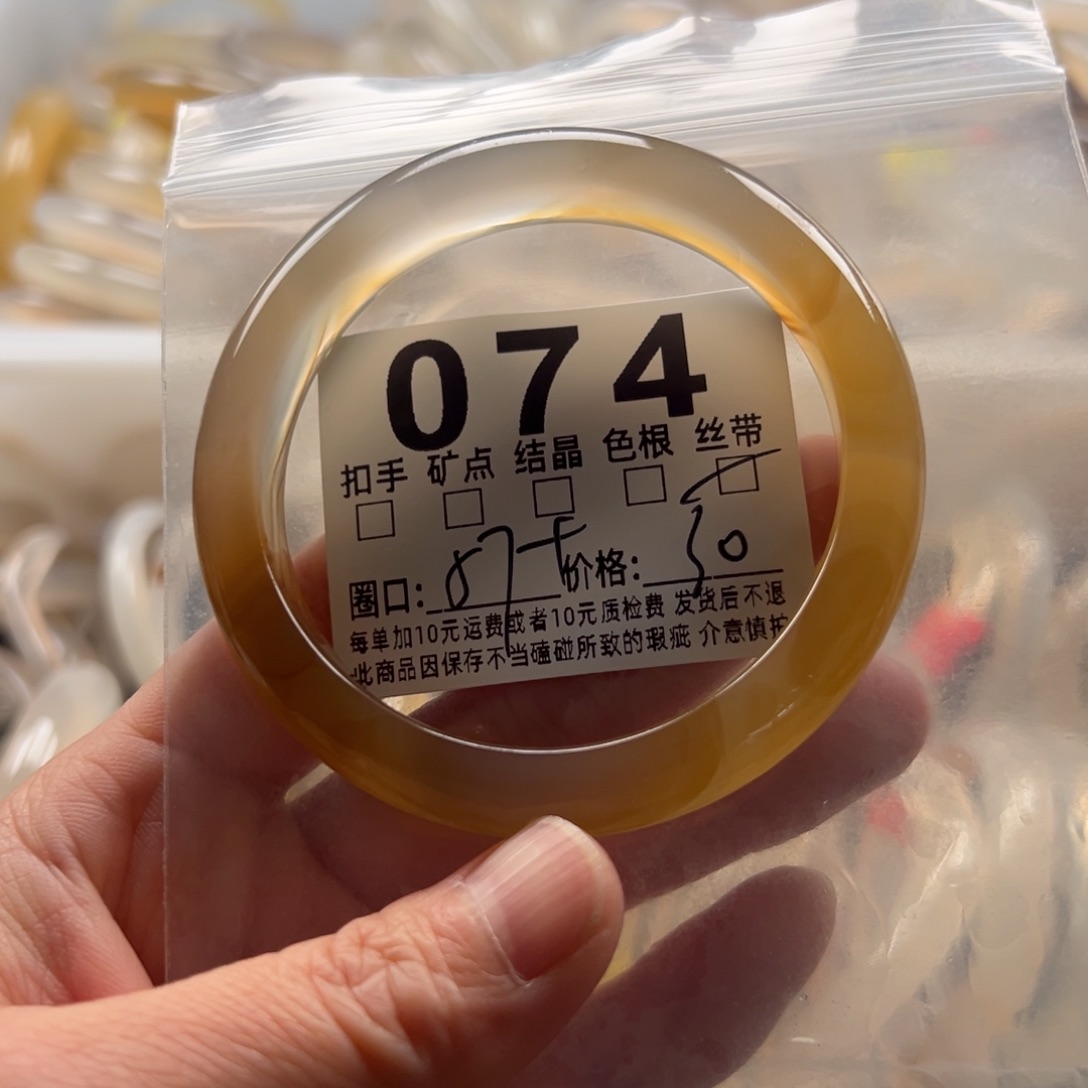 074
扣手 矿点 结晶 色根 丝带
圈口: 57+ 价格:
每单加10元运费或者10元质检费 发货后不退
此商品因保存不当磕碰所致的瑕疵 介意慎拍